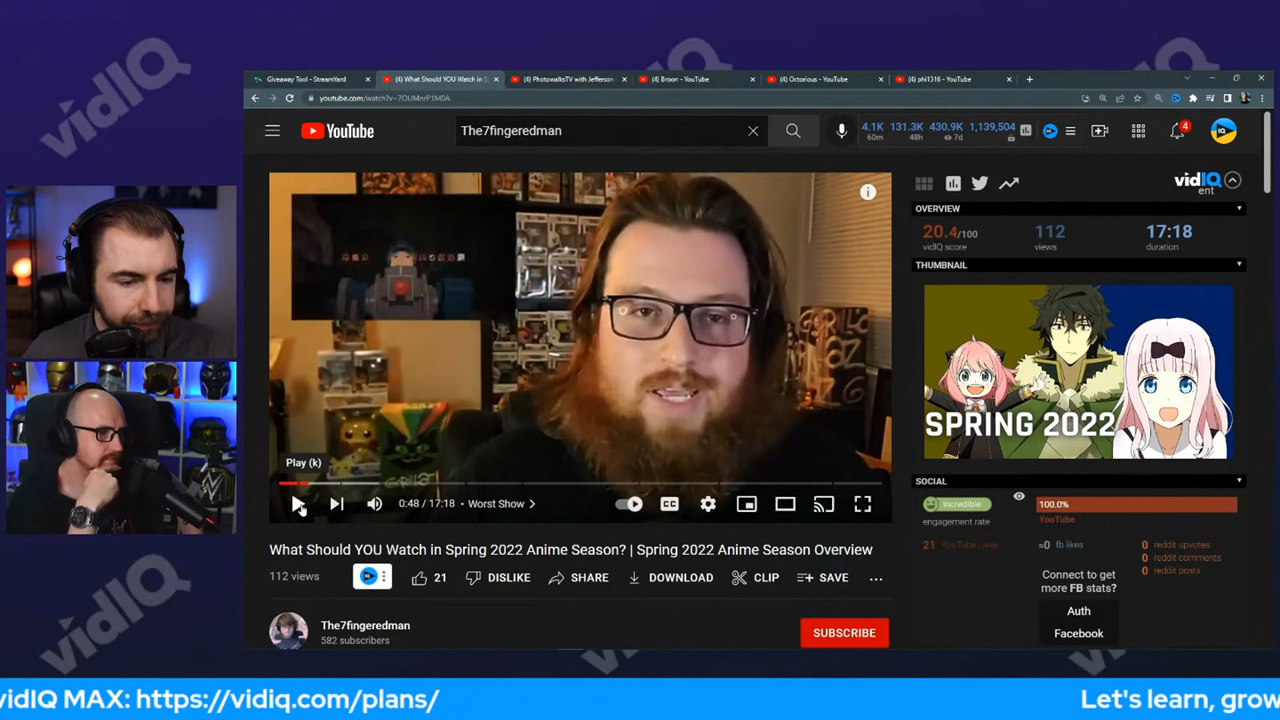 vidIQ
Giveaway Tool - StreamYard
(4) What Should YOU Watch in S
(4) PhotowalksTV with Jefferson
(4) Broon - YouTube
(4) Octorious - YouTube
(4) phi1316 - YouTube
youtube.com/watch?v=7OUMnrP1M0A
YouTube
The7fingeredman
4.1K 131.3K 430.9K 1,139,504
60m 48h 7d
4
IQ
vidIQ
ent
OVERVIEW
20.4/100 112 17:18
vidIQ score views duration
THUMBNAIL
SPRING 2022
SOCIAL
Incredible
engagement rate
100.0%
YouTube
21 YouTube Likes
=0 fb likes
0 reddit upvotes
0 reddit comments
0 reddit posts
Connect to get
more FB stats?
Auth
Facebook
Play (k)
0:48 / 17:18 • Worst Show
CC
What Should YOU Watch in Spring 2022 Anime Season? | Spring 2022 Anime Season Overview
112 views
21 DISLIKE SHARE DOWNLOAD CLIP SAVE
The7fingeredman
582 subscribers
SUBSCRIBE
vidIQ MAX: https://vidiq.com/plans/
Let's learn, grow